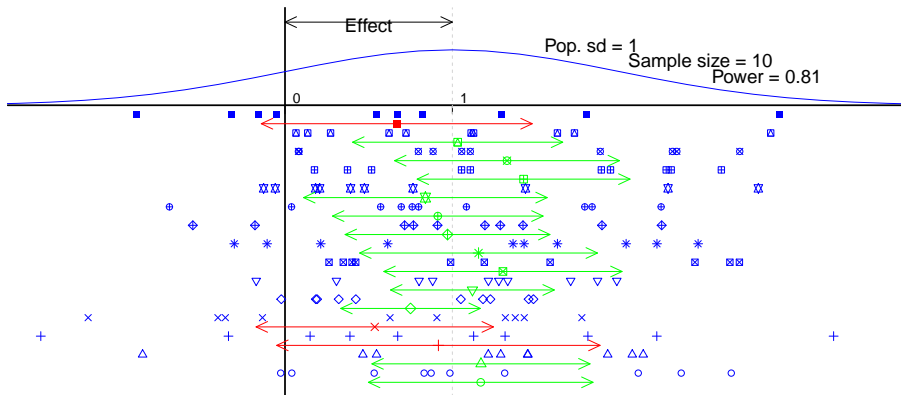 Effect
Pop. sd = 1
Sample size = 10
Power = 0.81
0
1